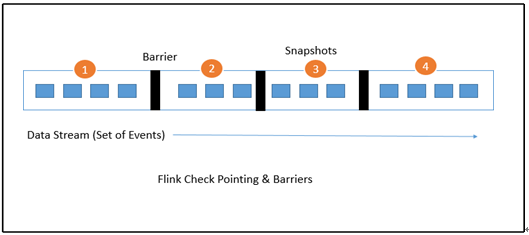 Barrier
Snapshots
1
2
3
4
Data Stream (Set of Events)
Flink Check Pointing & Barriers